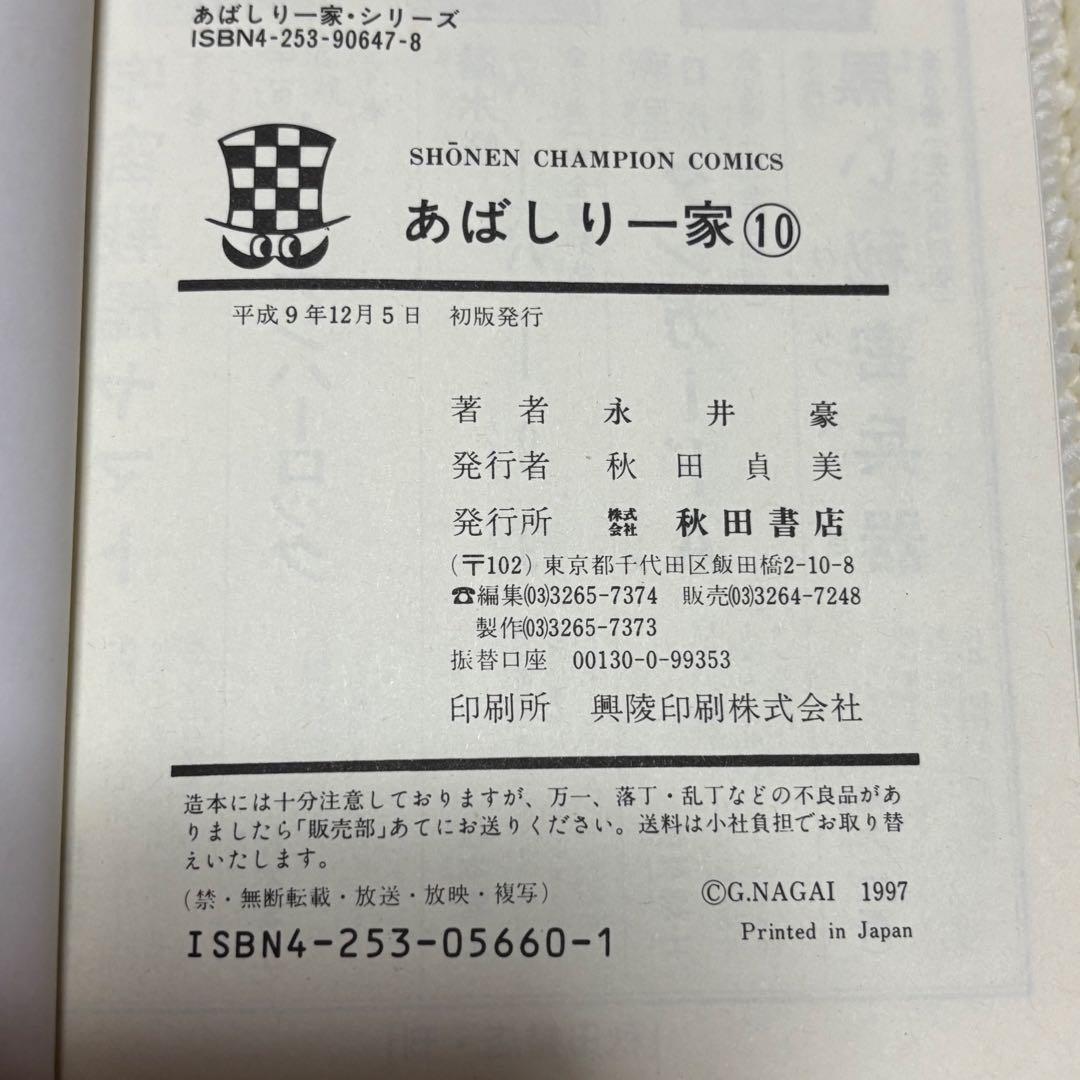 あばしり一家・シリーズ
ISBN4-253-90647-8
SHŌNEN CHAMPION COMICS
あばしり一家⑩
平成9年12月5日 初版発行
著者 永井豪
発行者 秋田貞美
発行所 株式会社 秋田書店
(〒102) 東京都千代田区飯田橋2-10-8
☎編集(03)3265-7374 販売(03)3264-7248
製作(03)3265-7373
振替口座 00130-0-99353
印刷所 興陵印刷株式会社
造本には十分注意しておりますが、万一、落丁・乱丁などの不良品があ
りましたら「販売部」あてにお送りください。送料は小社負担でお取り替
えいたします。
(禁・無断転載・放送・放映・複写)
©G.NAGAI 1997
ISBN4-253-05660-1
Printed in Japan